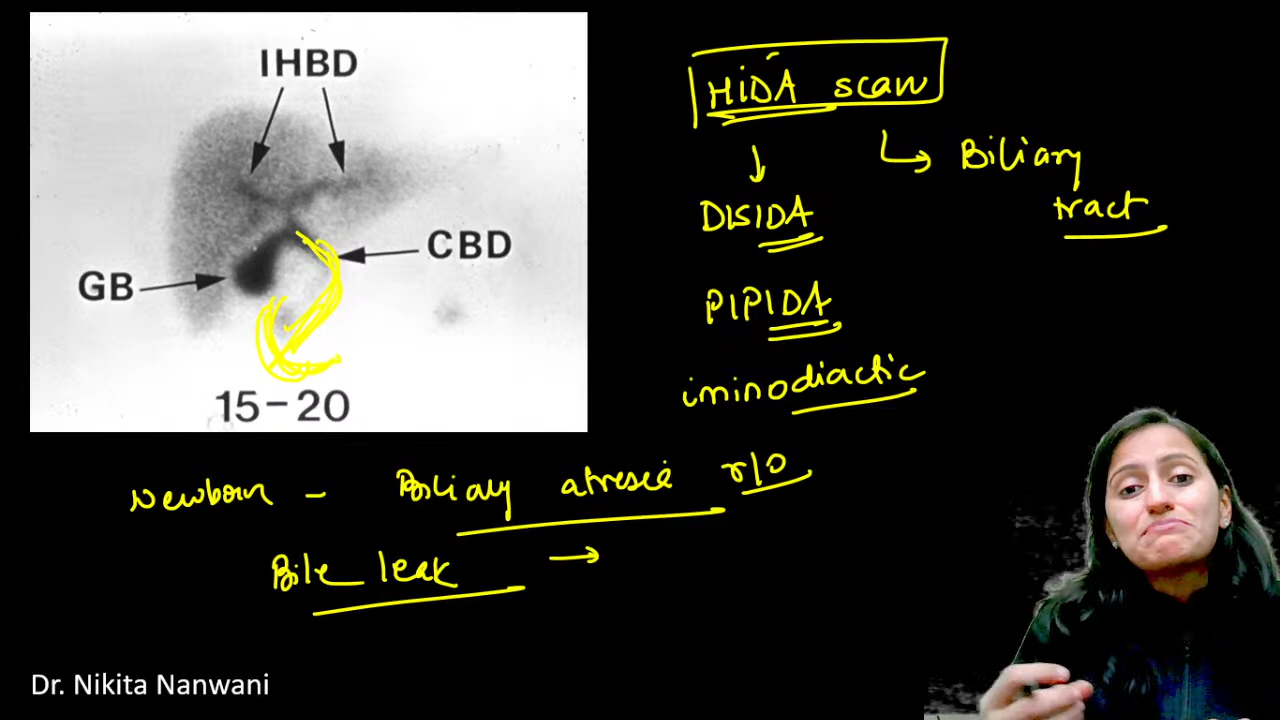 IHBD
GB
CBD
15-20
HIDA scan
Biliary
tract
DISIDA
PIPIDA
iminodiactic
Newborn - Biliary atresia r/o
Bile leak →
Dr. Nikita Nanwani